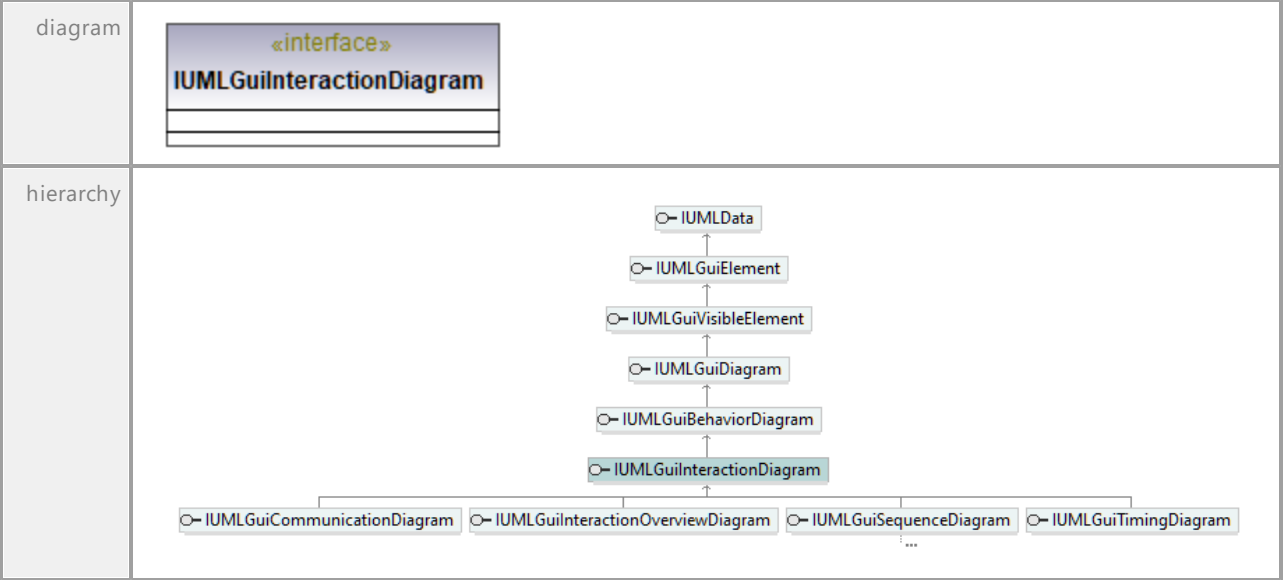 diagram
«interface»
IUMLGuiInteractionDiagram
hierarchy
IUMLData
IUMLGuiElement
IUMLGuiVisibleElement
IUMLGuiDiagram
IUMLGuiBehaviorDiagram
IUMLGuiInteractionDiagram
IUMLGuiCommunicationDiagram IUMLGuiInteractionOverviewDiagram IUMLGuiSequenceDiagram IUMLGuiTimingDiagram
...